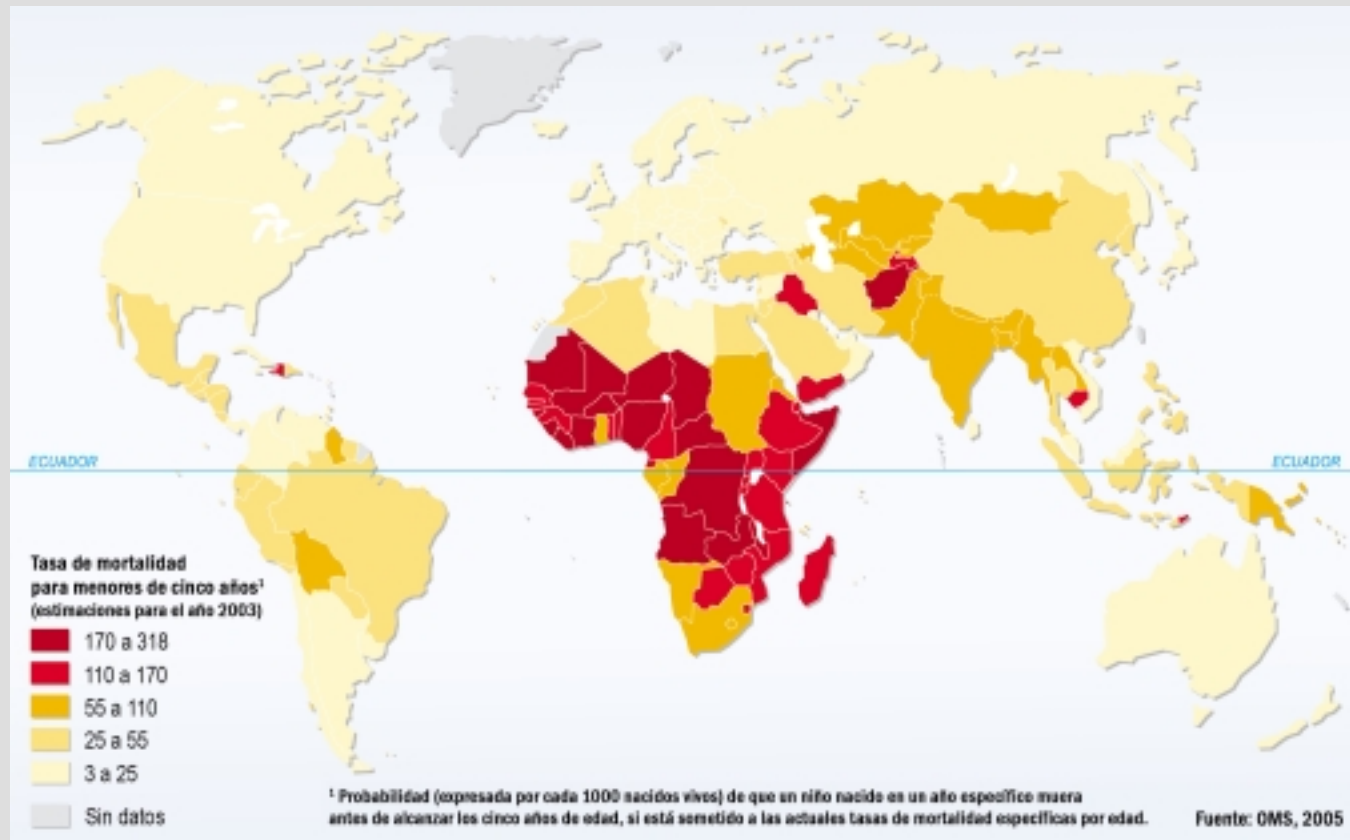 ECUADOR
ECUADOR
Tasa de mortalidad
para menores de cinco años¹
(estimaciones para el año 2003)
170 a 318
110 a 170
55 a 110
25 a 55
3 a 25
Sin datos
¹ Probabilidad (expresada por cada 1000 nacidos vivos) de que un niño nacido en un año específico muera
antes de alcanzar los cinco años de edad, si está sometido a las actuales tasas de mortalidad específicas por edad.
Fuente: OMS, 2005